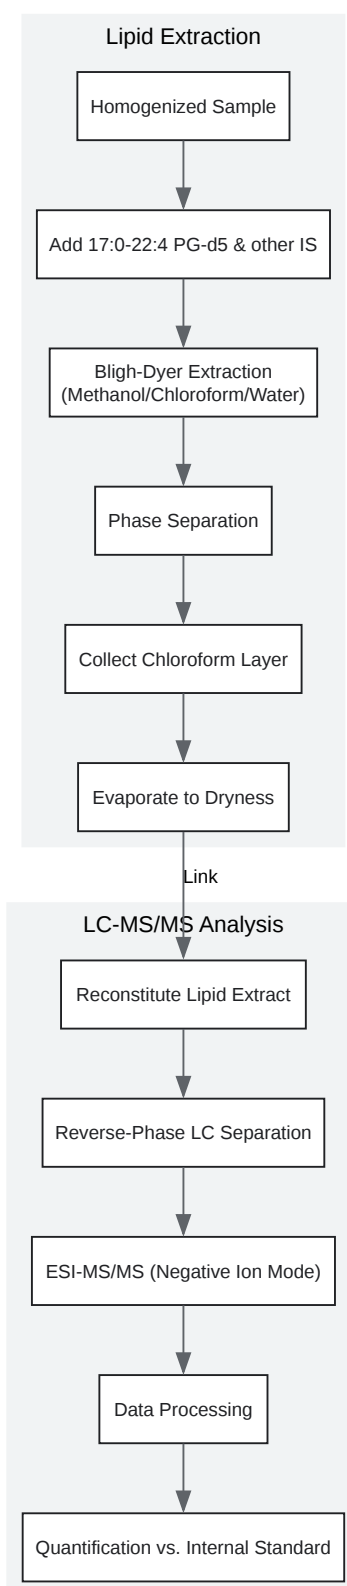 Lipid Extraction
Homogenized Sample
Add 17:0-22:4 PG-d5 & other IS
Bligh-Dyer Extraction
(Methanol/Chloroform/Water)
Phase Separation
Collect Chloroform Layer
Evaporate to Dryness
Link
LC-MS/MS Analysis
Reconstitute Lipid Extract
Reverse-Phase LC Separation
ESI-MS/MS (Negative Ion Mode)
Data Processing
Quantification vs. Internal Standard